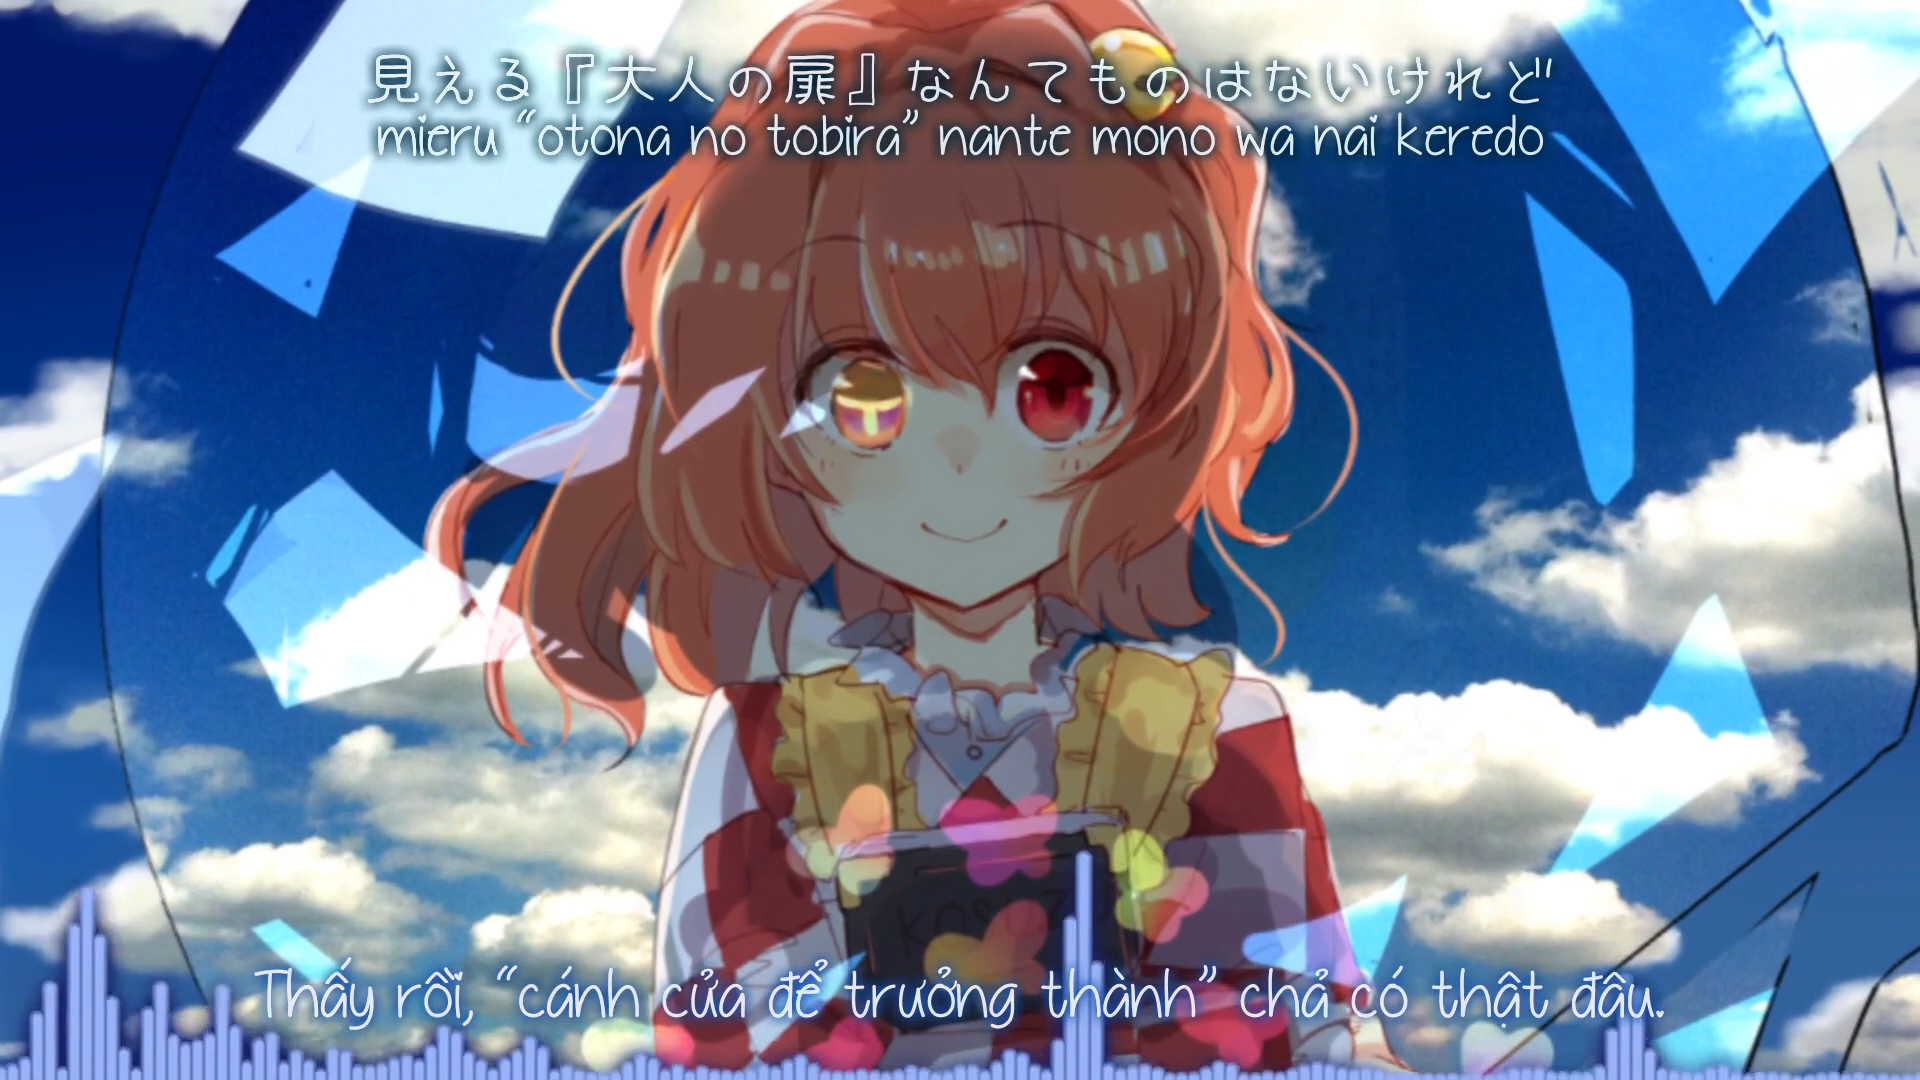 見える『大人の扉』なんてものはないけれど
mieru “otona no tobira” nante mono wa nai keredo
Thấy rồi, “cánh cửa để trưởng thành” chả có thật đâu.